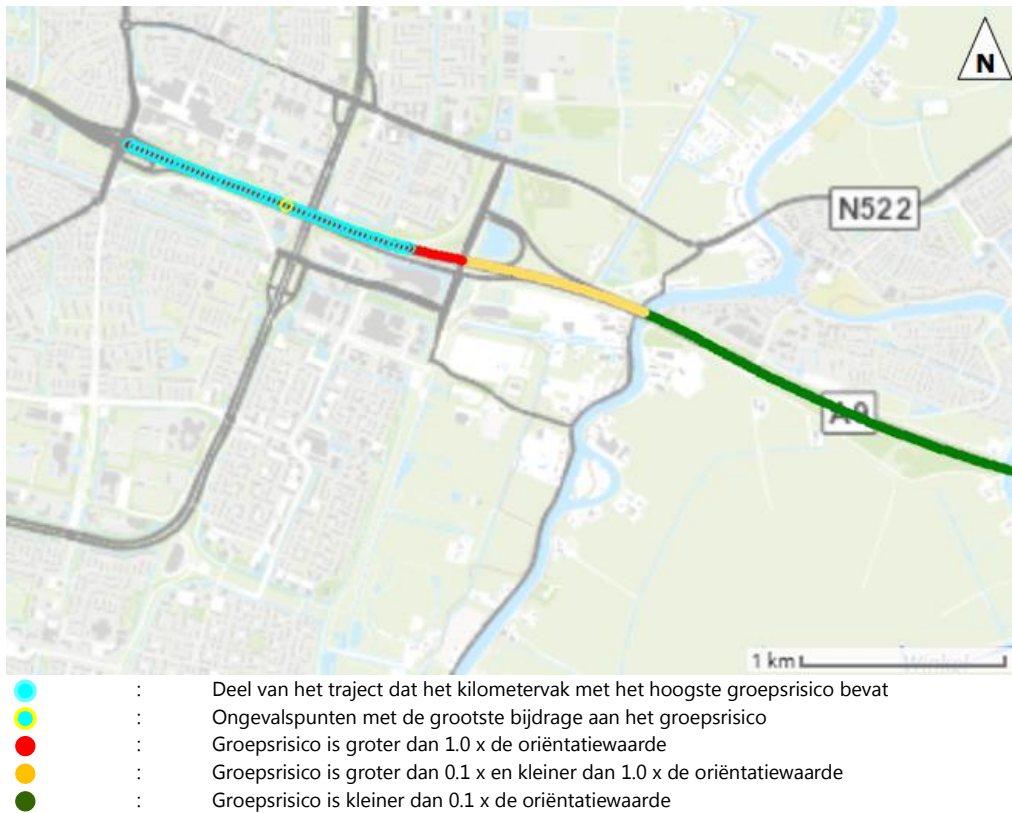 N
N522
A9
1 km
Winkel
: Deel van het traject dat het kilometervak met het hoogste groepsrisico bevat
: Ongevalspunten met de grootste bijdrage aan het groepsrisico
: Groepsrisico is groter dan 1.0 x de oriëntatiewaarde
: Groepsrisico is groter dan 0.1 x en kleiner dan 1.0 x de oriëntatiewaarde
: Groepsrisico is kleiner dan 0.1 x de oriëntatiewaarde